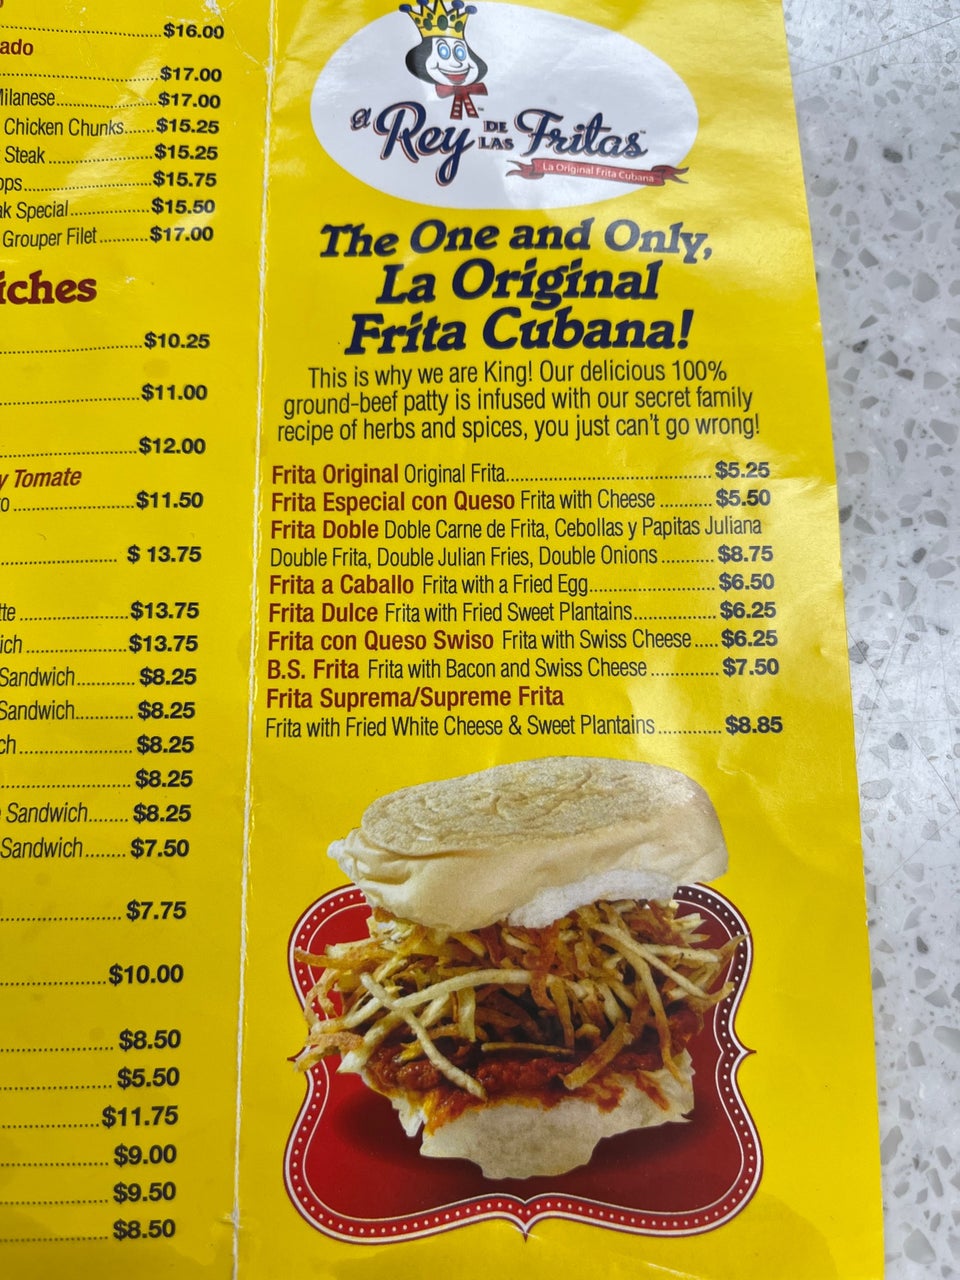 $16.00
ado
$17.00
Milanese $17.00
Chicken Chunks $15.25
Steak $15.25
ops $15.75
ak Special $15.50
Grouper Filet $17.00
iches
$10.25
$11.00
$12.00
y Tomate
o $11.50
$ 13.75
tte $13.75
ich $13.75
Sandwich $8.25
Sandwich $8.25
ch $8.25
$8.25
Sandwich $8.25
Sandwich $7.50
$7.75
$10.00
$8.50
$5.50
$11.75
$9.00
$9.50
$8.50
El Rey DE LAS Fritas
La Original Frita Cubana
The One and Only,
La Original
Frita Cubana!
This is why we are King! Our delicious 100%
ground-beef patty is infused with our secret family
recipe of herbs and spices, you just can't go wrong!
Frita Original Original Frita $5.25
Frita Especial con Queso Frita with Cheese $5.50
Frita Doble Doble Carne de Frita, Cebollas y Papitas Juliana
Double Frita, Double Julian Fries, Double Onions $8.75
Frita a Caballo Frita with a Fried Egg $6.50
Frita Dulce Frita with Fried Sweet Plantains $6.25
Frita con Queso Swiso Frita with Swiss Cheese $6.25
B.S. Frita Frita with Bacon and Swiss Cheese $7.50
Frita Suprema/Supreme Frita
Frita with Fried White Cheese & Sweet Plantains $8.85